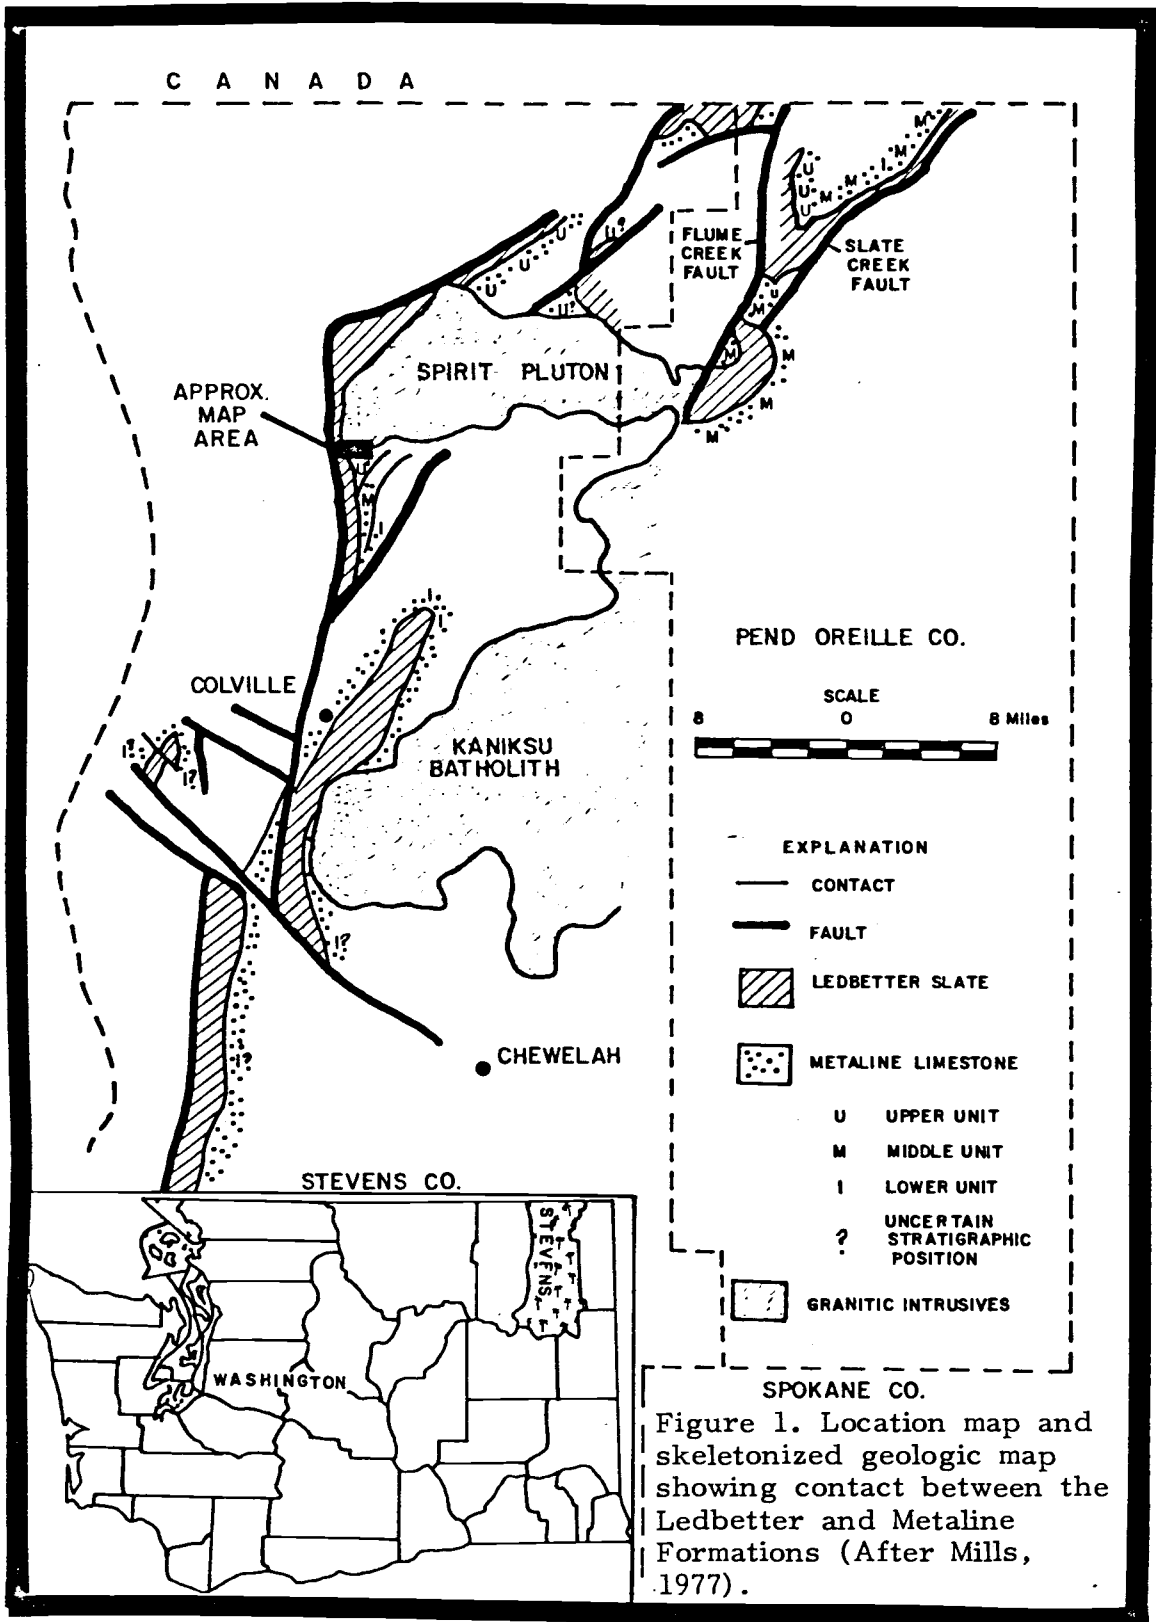 C A N A D A
M
M
I
M
M
M
U
U
U
U
U
U
U?
U?
FLUME
CREEK
FAULT
SLATE
CREEK
FAULT
U
M
M
M
M
M
SPIRIT PLUTON
APPROX.
MAP
AREA
U
M
I
I
I
PEND OREILLE CO.
COLVILLE
SCALE
8 0 8 Miles
KANIKSU
BATHOLITH
I?
I?
EXPLANATION
CONTACT
FAULT
I?
LEDBETTER SLATE
CHEWELAH
I?
METALINE LIMESTONE
U UPPER UNIT
M MIDDLE UNIT
I LOWER UNIT
? UNCERTAIN
STRATIGRAPHIC
POSITION
GRANITIC INTRUSIVES
STEVENS CO.
STEVENS
WASHINGTON
SPOKANE CO.
Figure 1. Location map and
skeletonized geologic map
showing contact between the
Ledbetter and Metaline
Formations (After Mills,
1977).